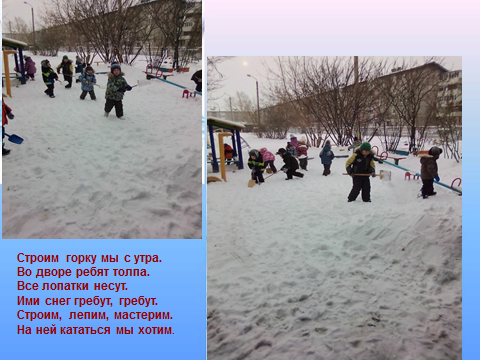 Строим горку мы с утра.
Во дворе ребят толпа.
Все лопатки несут.
Ими снег гребут, гребут.
Строим, лепим, мастерим.
На ней кататься мы хотим.